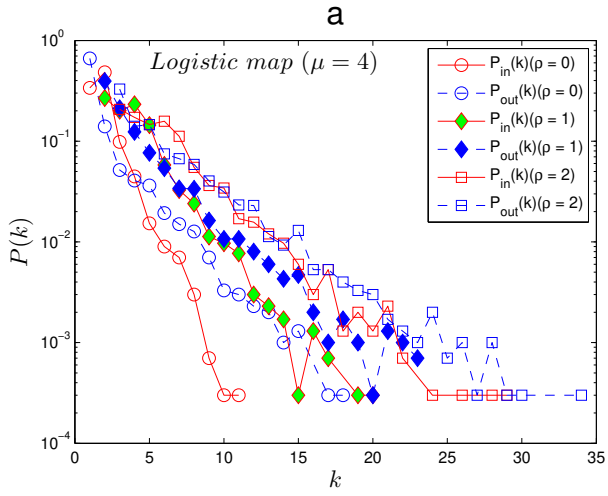 a
Logistic map (μ = 4)
P_in(k)(ρ = 0)
P_out(k)(ρ = 0)
P_in(k)(ρ = 1)
P_out(k)(ρ = 1)
P_in(k)(ρ = 2)
P_out(k)(ρ = 2)
10^0
10^-1
10^-2
10^-3
10^-4
P(k)
0 5 10 15 20 25 30 35
k